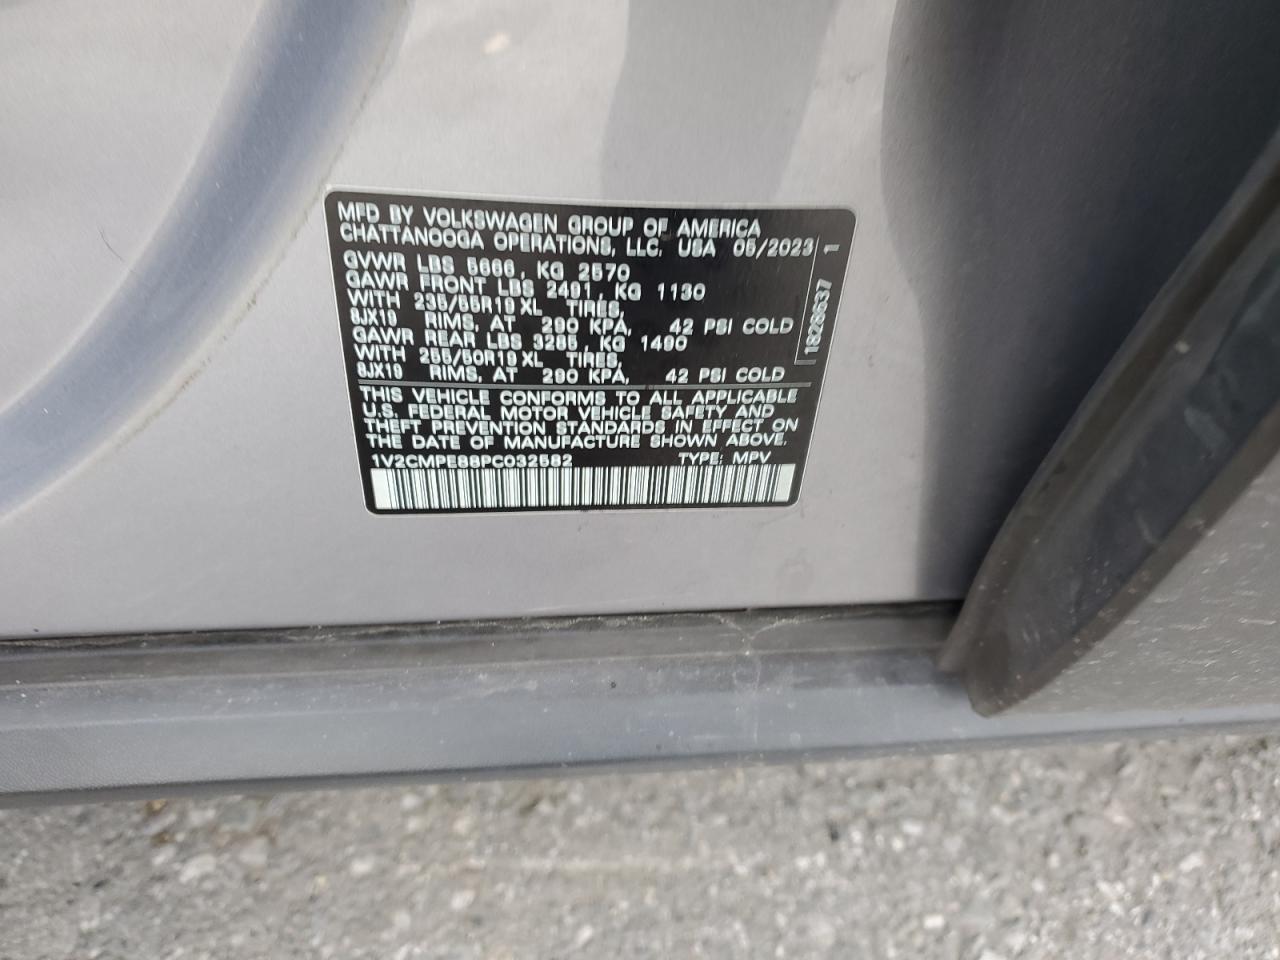 MFD BY VOLKSWAGEN GROUP OF AMERICA
CHATTANOOGA OPERATIONS, LLC, USA 05/2023
GVWR LBS 5666, KG 2570
GAWR FRONT LBS 2491, KG 1130
WITH 235/55R19 XL TIRES,
8JX19 RIMS, AT 290 KPA, 42 PSI COLD
GAWR REAR LBS 3285, KG 1490
WITH 255/50R19 XL TIRES,
8JX19 RIMS, AT 290 KPA, 42 PSI COLD
1828637 1
THIS VEHICLE CONFORMS TO ALL APPLICABLE
U.S. FEDERAL MOTOR VEHICLE SAFETY AND
THEFT PREVENTION STANDARDS IN EFFECT ON
THE DATE OF MANUFACTURE SHOWN ABOVE.
1V2CMPE88PC032582 TYPE: MPV